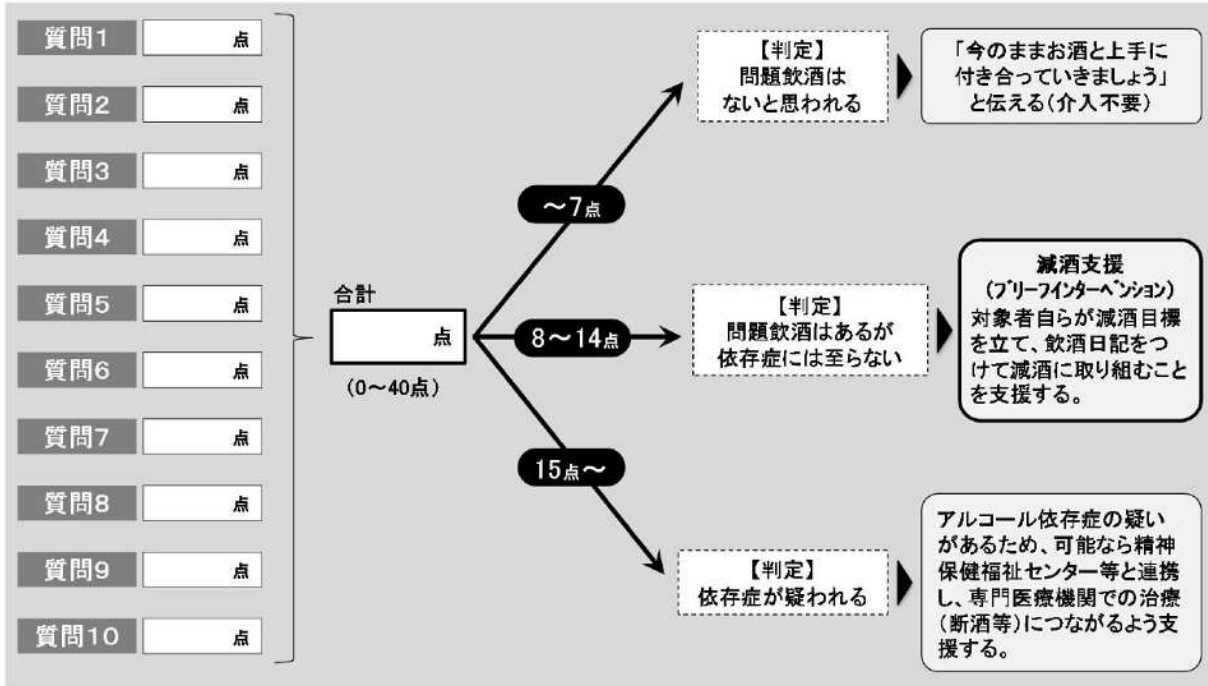 質問1 点
質問2 点
質問3 点
質問4 点
質問5 点
質問6 点
質問7 点
質問8 点
質問9 点
質問10 点
合計
点
(0～40点)
～7点
8～14点
15点～
【判定】
問題飲酒は
ないと思われる
「今のままお酒と上手に
付き合っていきましょう」
と伝える(介入不要)
【判定】
問題飲酒はあるが
依存症には至らない
減酒支援
(ブリーフインターベンション)
対象者自らが減酒目標
を立て、飲酒日記をつ
けて減酒に取り組むこと
を支援する。
【判定】
依存症が疑われる
アルコール依存症の疑い
があるため、可能なら精神
保健福祉センター等と連携
し、専門医療機関での治療
(断酒等)につながるよう支
援する。